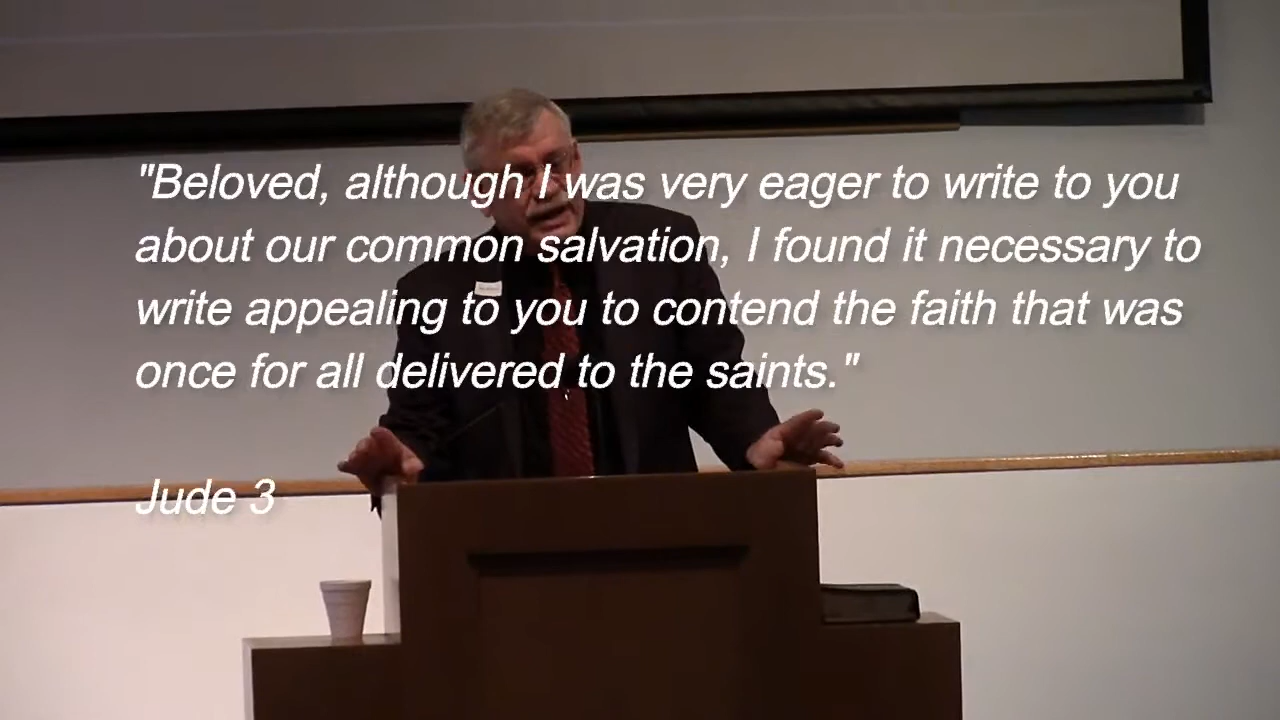 "Beloved, although I was very eager to write to you
about our common salvation, I found it necessary to
write appealing to you to contend the faith that was
once for all delivered to the saints."
Jude 3